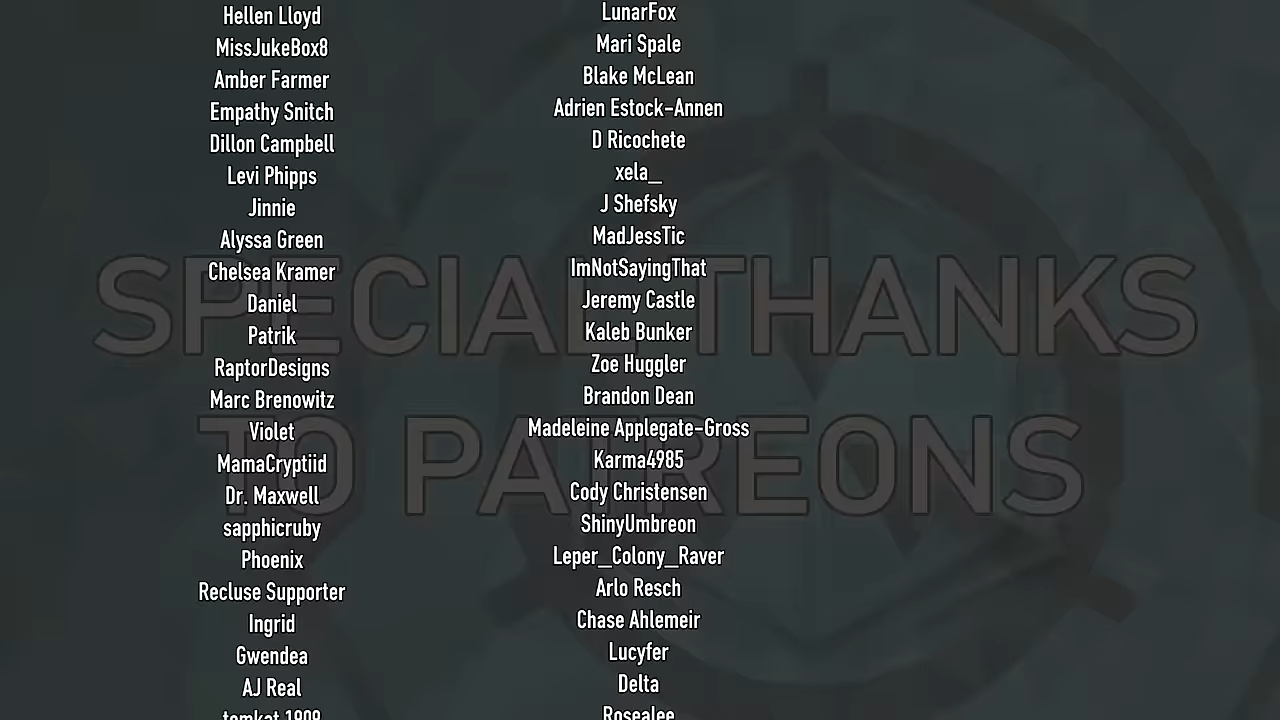 SPECIAL THANKS
TO PATREONS
Hellen Lloyd
MissJukeBox8
Amber Farmer
Empathy Snitch
Dillon Campbell
Levi Phipps
Jinnie
Alyssa Green
Chelsea Kramer
Daniel
Patrik
RaptorDesigns
Marc Brenowitz
Violet
MamaCryptiid
Dr. Maxwell
sapphicruby
Phoenix
Recluse Supporter
Ingrid
Gwendea
AJ Real
tomkat 1909
LunarFox
Mari Spale
Blake McLean
Adrien Estock-Annen
D Ricochete
xela_
J Shefsky
MadJessTic
ImNotSayingThat
Jeremy Castle
Kaleb Bunker
Zoe Huggler
Brandon Dean
Madeleine Applegate-Gross
Karma4985
Cody Christensen
ShinyUmbreon
Leper_Colony_Raver
Arlo Resch
Chase Ahlemeir
Lucyfer
Delta
Rosealee